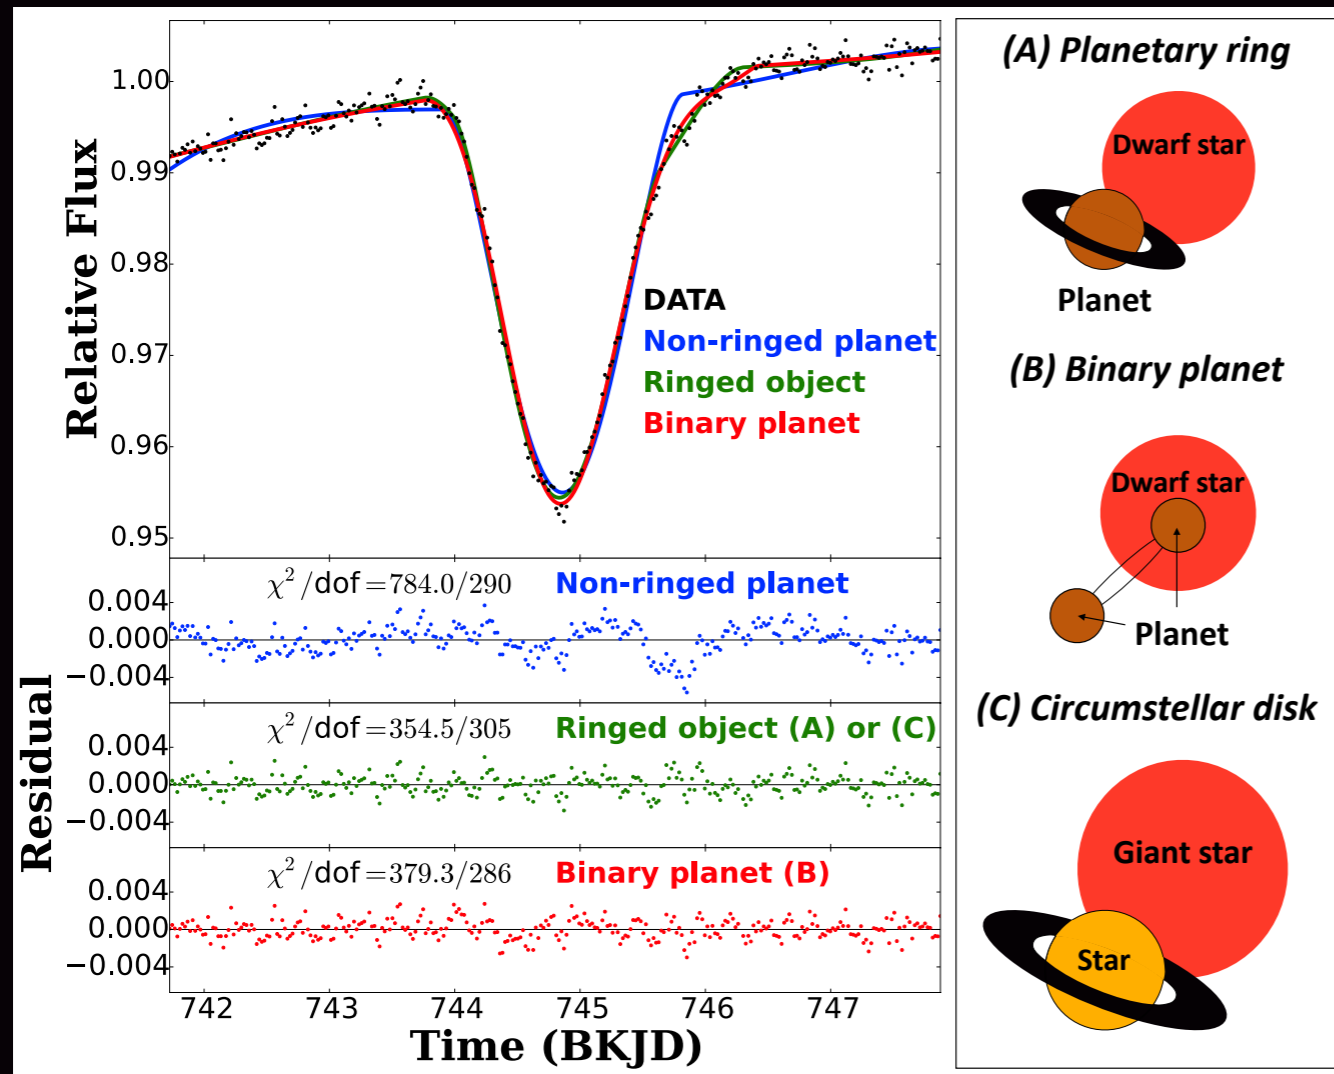 Relative Flux
1.00
0.99
0.98
0.97
0.96
0.95
DATA
Non-ringed planet
Ringed object
Binary planet
Residual
χ²/dof=784.0/290 Non-ringed planet
0.004
0.000
−0.004
χ²/dof=354.5/305 Ringed object (A) or (C)
0.004
0.000
−0.004
χ²/dof=379.3/286 Binary planet (B)
0.004
0.000
−0.004
742 743 744 745 746 747
Time (BKJD)
(A) Planetary ring
Dwarf star
Planet
(B) Binary planet
Dwarf star
Planet
(C) Circumstellar disk
Giant star
Star